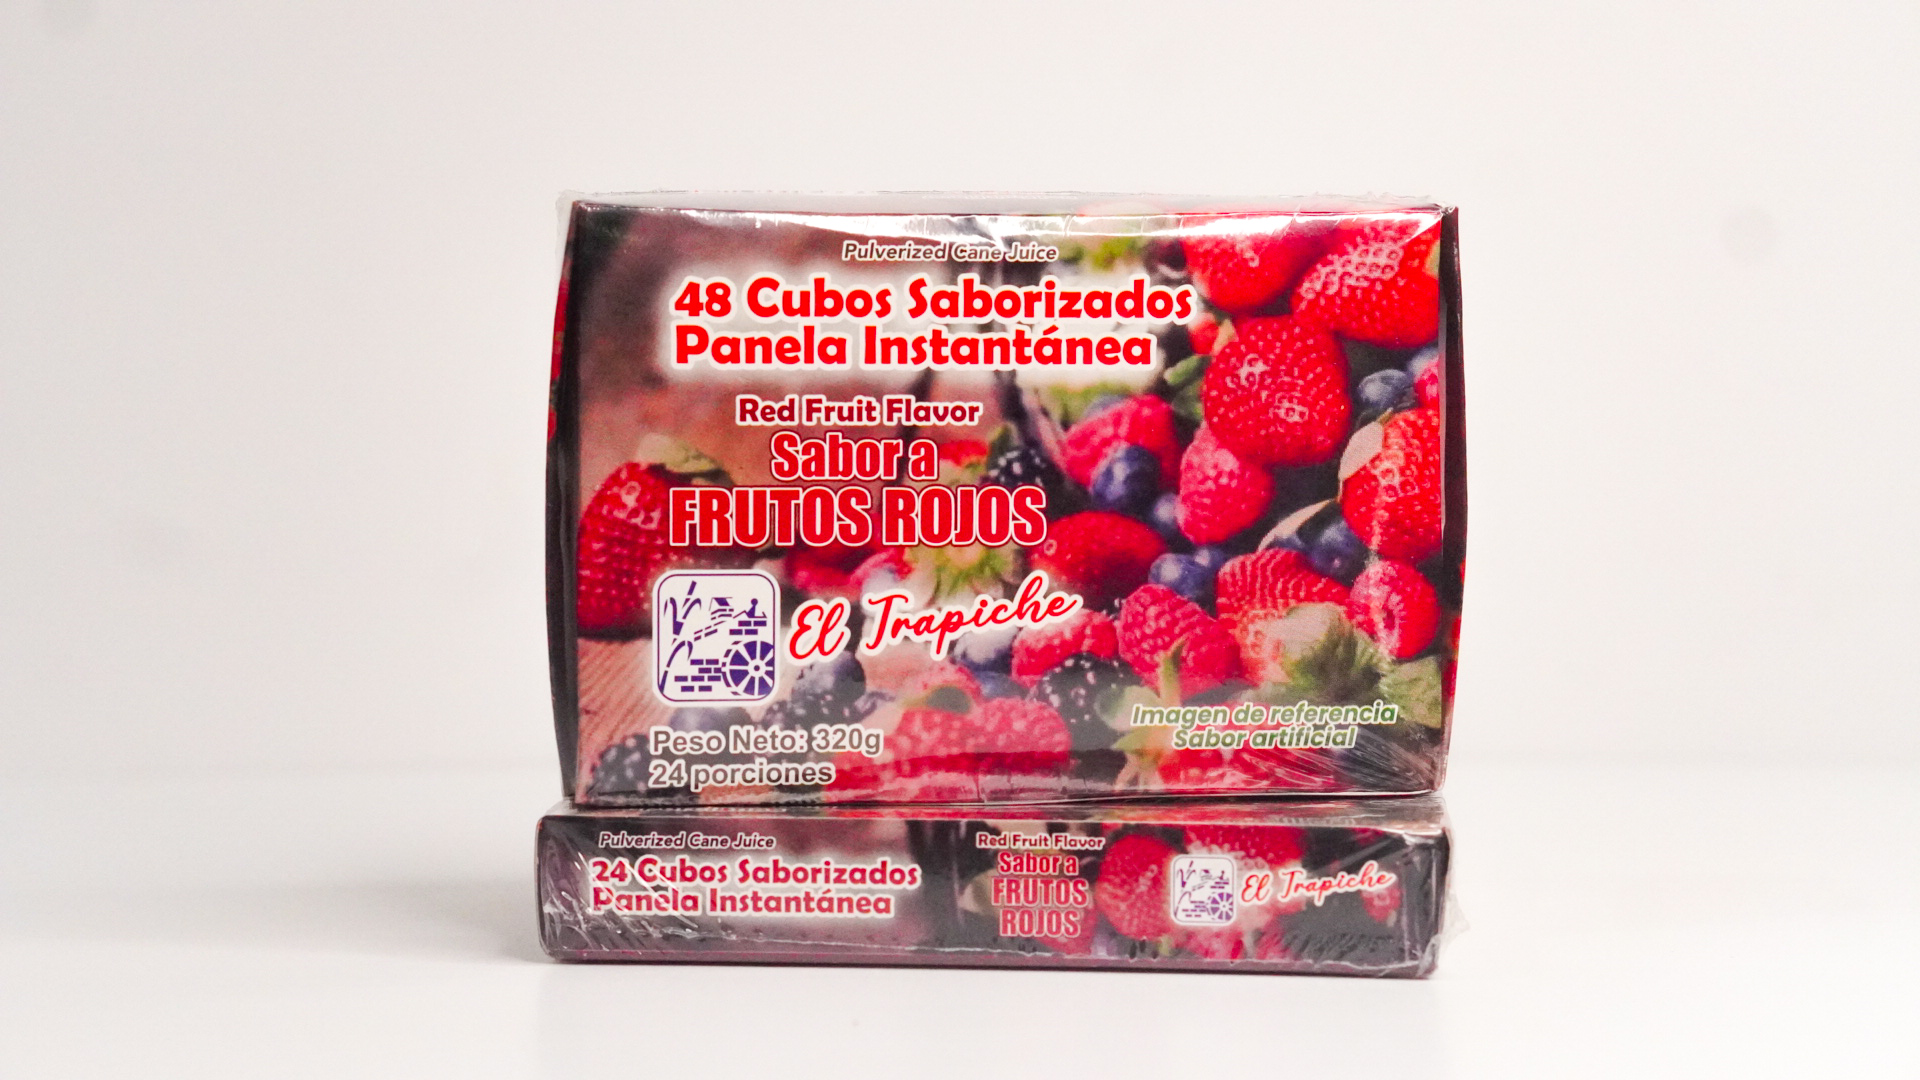 Pulverized Cane Juice
48 Cubos Saborizados
Panela Instantánea
Red Fruit Flavor
Sabor a
FRUTOS ROJOS
El Trapiche
Peso Neto: 320g
24 porciones
Imagen de referencia
Sabor artificial
Pulverized Cane Juice
24 Cubos Saborizados
Panela Instantánea
Red Fruit Flavor
Sabor a
FRUTOS
ROJOS
El Trapiche